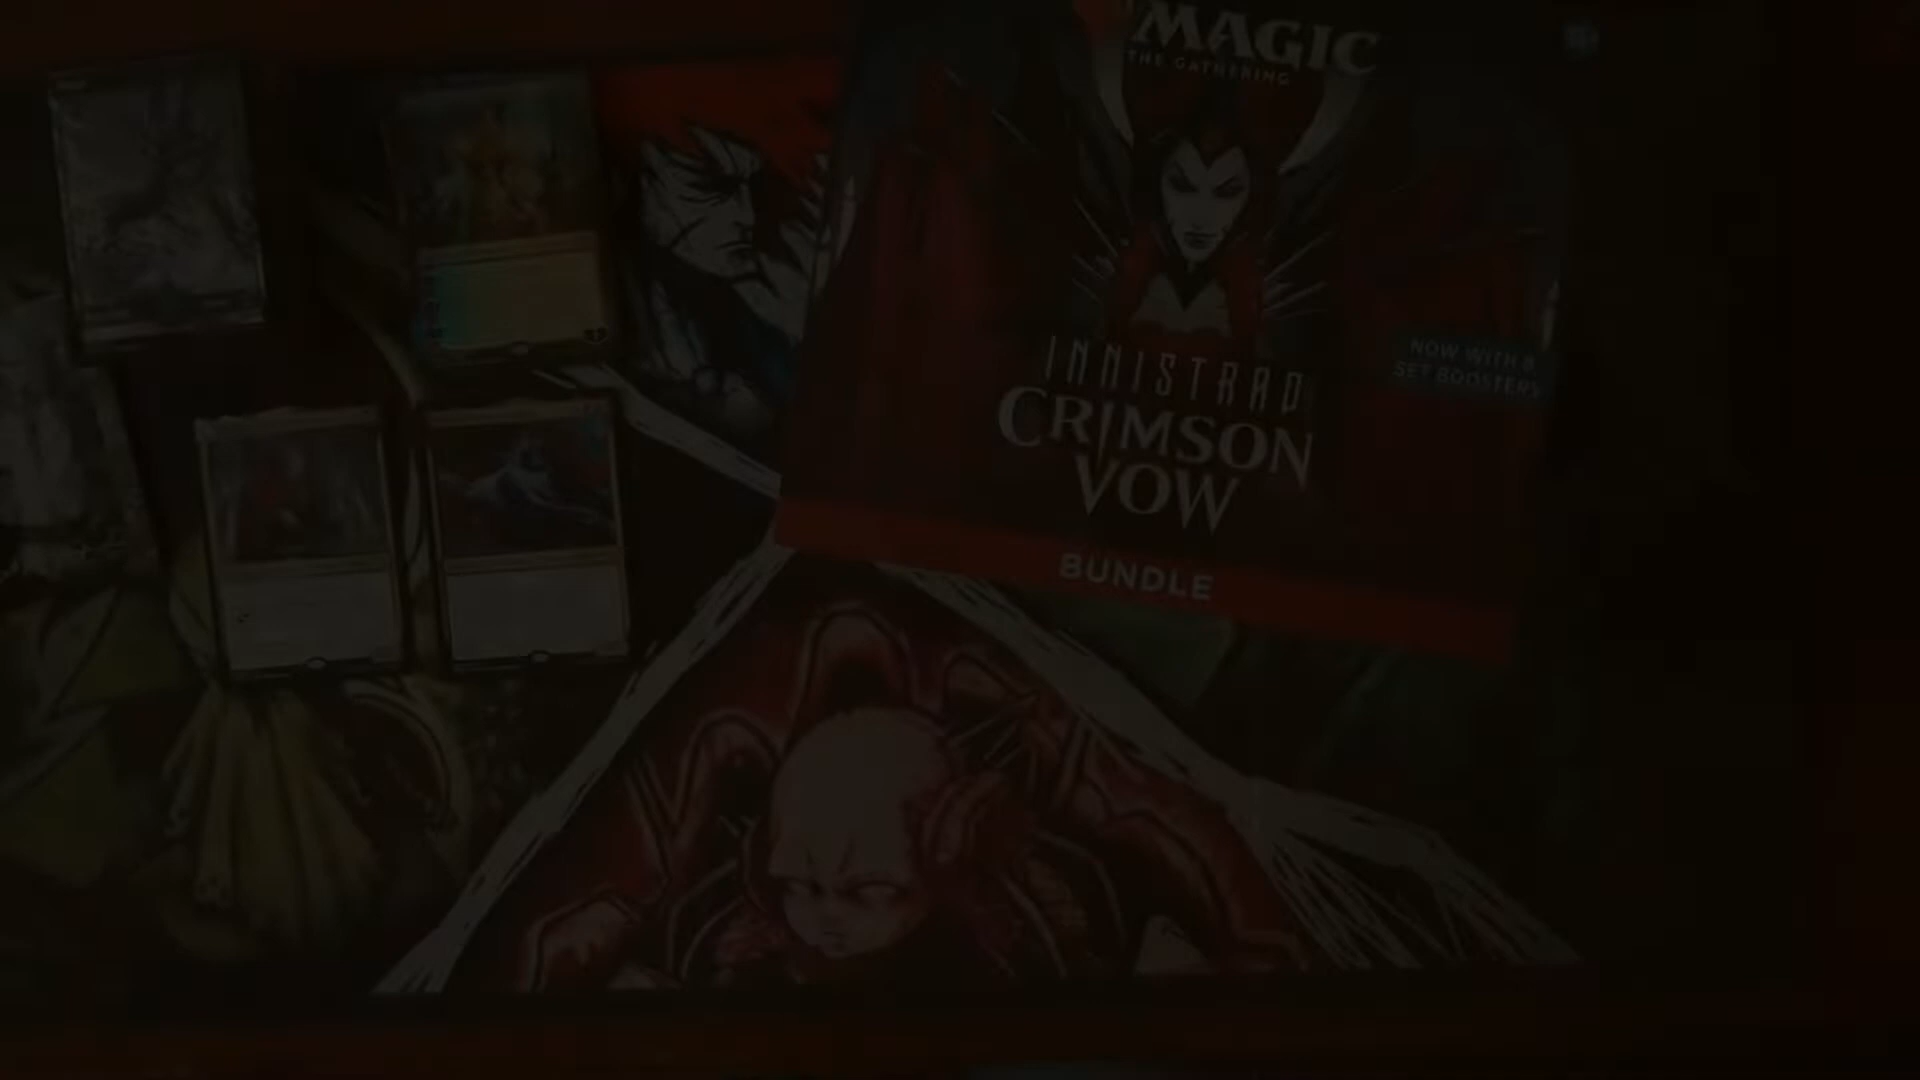 MAGIC
THE GATHERING
INNISTRAD
CRIMSON
VOW
BUNDLE
NOW WITH 8
SET BOOSTERS